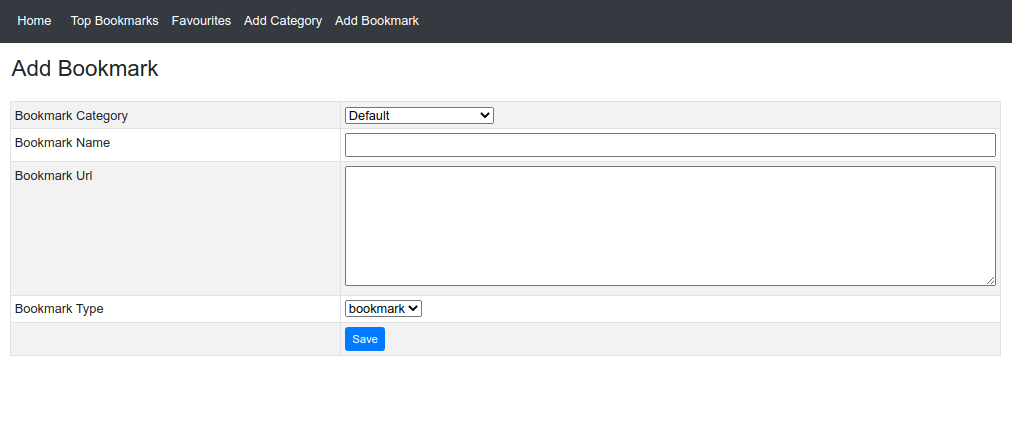 Home Top Bookmarks Favourites Add Category Add Bookmark
Add Bookmark
Bookmark Category Default
Bookmark Name
Bookmark Url
Bookmark Type bookmark
Save